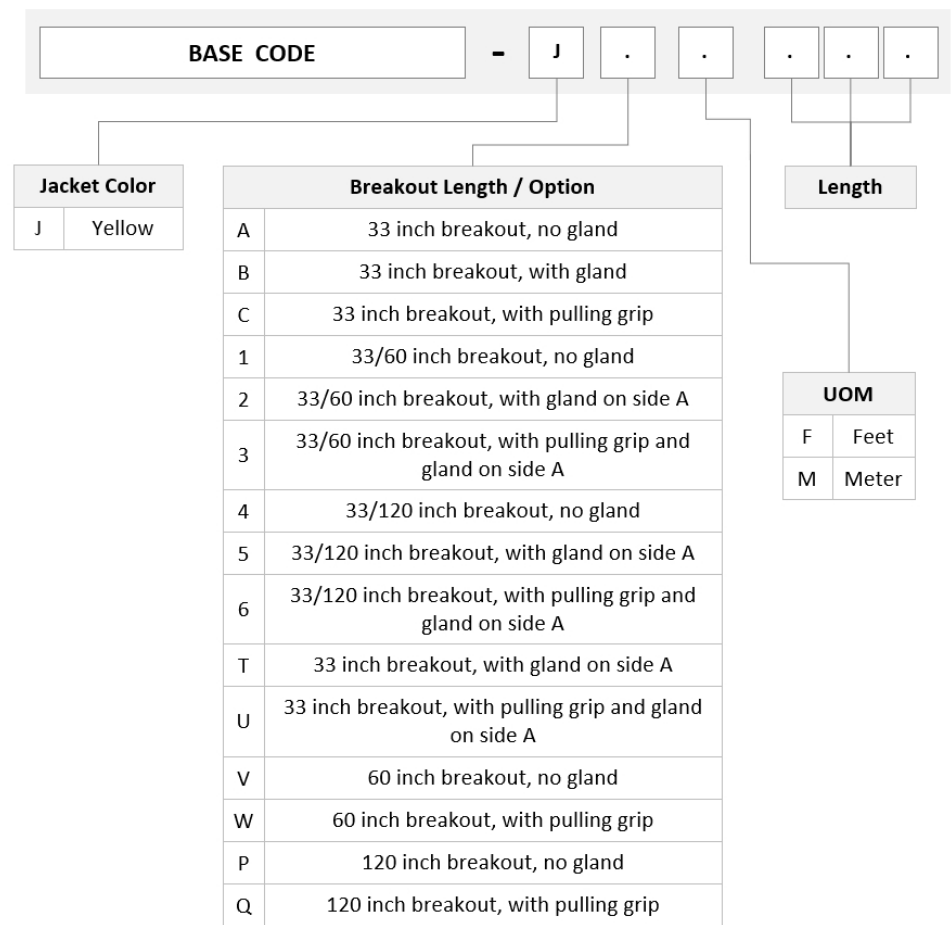 BASE CODE - J . . . . .
Jacket Color
J Yellow
Breakout Length / Option
A 33 inch breakout, no gland
B 33 inch breakout, with gland
C 33 inch breakout, with pulling grip
1 33/60 inch breakout, no gland
2 33/60 inch breakout, with gland on side A
3 33/60 inch breakout, with pulling grip and
gland on side A
4 33/120 inch breakout, no gland
5 33/120 inch breakout, with gland on side A
6 33/120 inch breakout, with pulling grip and
gland on side A
T 33 inch breakout, with gland on side A
U 33 inch breakout, with pulling grip and gland
on side A
V 60 inch breakout, no gland
W 60 inch breakout, with pulling grip
P 120 inch breakout, no gland
Q 120 inch breakout, with pulling grip
Length
UOM
F Feet
M Meter